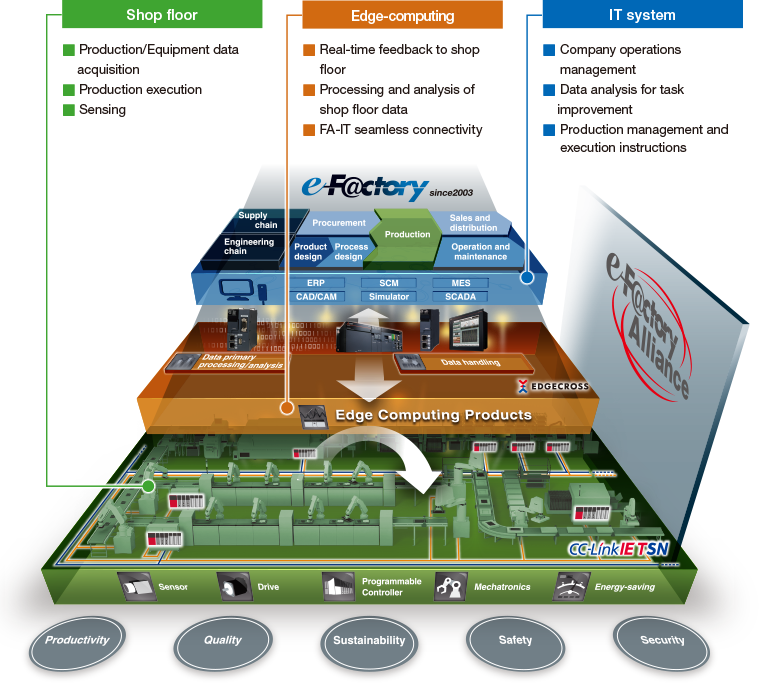 Shop floor
Production/Equipment data
acquisition
Production execution
Sensing
Edge-computing
Real-time feedback to shop
floor
Processing and analysis of
shop floor data
FA-IT seamless connectivity
IT system
Company operations
management
Data analysis for task
improvement
Production management and
execution instructions
e-F@ctory since2003
Supply
chain
Procurement
Production
Sales and
distribution
Engineering
chain
Product
design
Process
design
Operation and
maintenance
ERP
SCM
MES
CAD/CAM
Simulator
SCADA
e-F@ctory
Alliance
Data primary
processing/analysis
Data handling
EDGECROSS
Edge Computing Products
CC-Link IE TSN
Sensor
Drive
Programmable
Controller
Mechatronics
Energy-saving
Productivity
Quality
Sustainability
Safety
Security